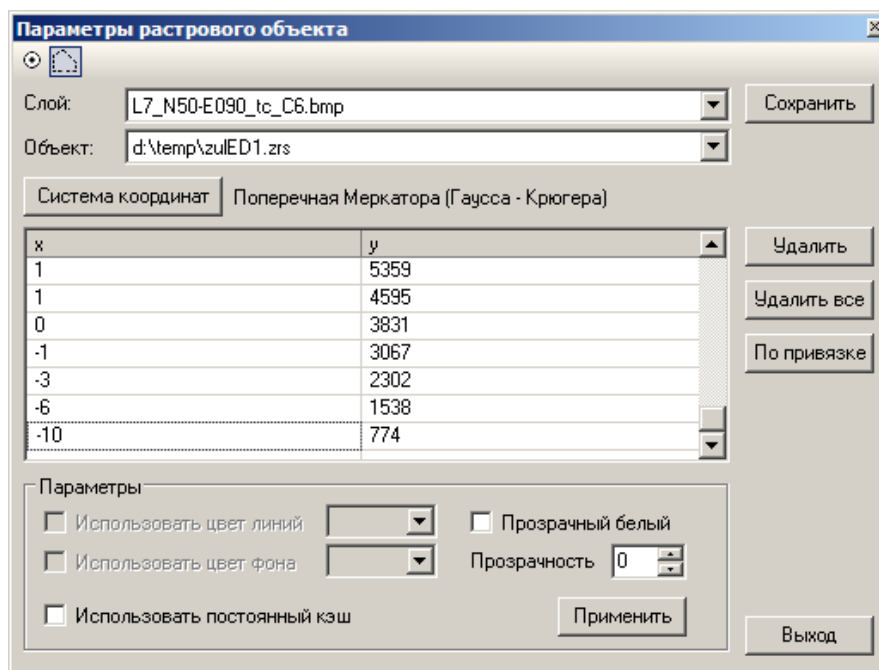 Параметры растрового объекта
Слой: L7_N50-E090_tc_C6.bmp Сохранить
Объект: d:\temp\zulED1.zrs
Система координат Поперечная Меркатора (Гаусса - Крюгера)
x y Удалить
1 5359
1 4595 Удалить все
0 3831
-1 3067 По привязке
-3 2302
-6 1538
-10 774
Параметры
Использовать цвет линий Прозрачный белый
Использовать цвет фона Прозрачность 0
Использовать постоянный кэш Применить
Выход